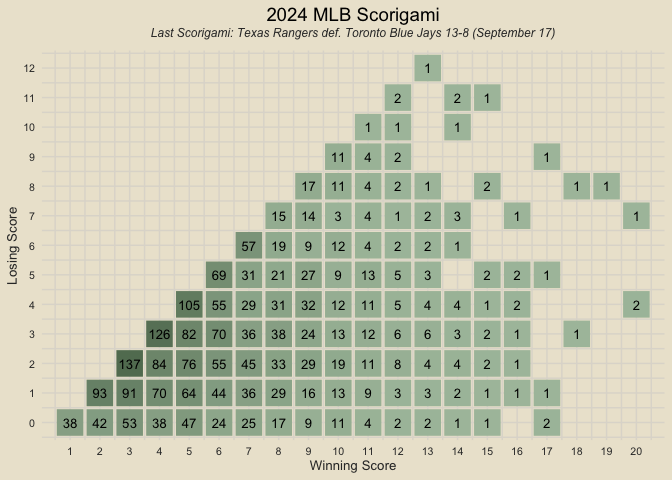 2024 MLB Scorigami
Last Scorigami: Texas Rangers def. Toronto Blue Jays 13-8 (September 17)
12 1
11 2 2 1
10 1 1 1
9 11 4 2 1
8 17 11 4 2 1 2 1 1
7 15 14 3 4 1 2 3 1 1
6 57 19 9 12 4 2 2 1
5 69 31 21 27 9 13 5 3 2 2 1
4 105 55 29 31 32 12 11 5 4 4 1 2 2
3 126 82 70 36 38 24 13 12 6 6 3 2 1 1
2 137 84 76 55 45 33 29 19 11 8 4 4 2 1
1 93 91 70 64 44 36 29 16 13 9 3 3 2 1 1 1
0 38 42 53 38 47 24 25 17 9 11 4 2 2 1 1 2
1 2 3 4 5 6 7 8 9 10 11 12 13 14 15 16 17 18 19 20
Winning Score
Losing Score